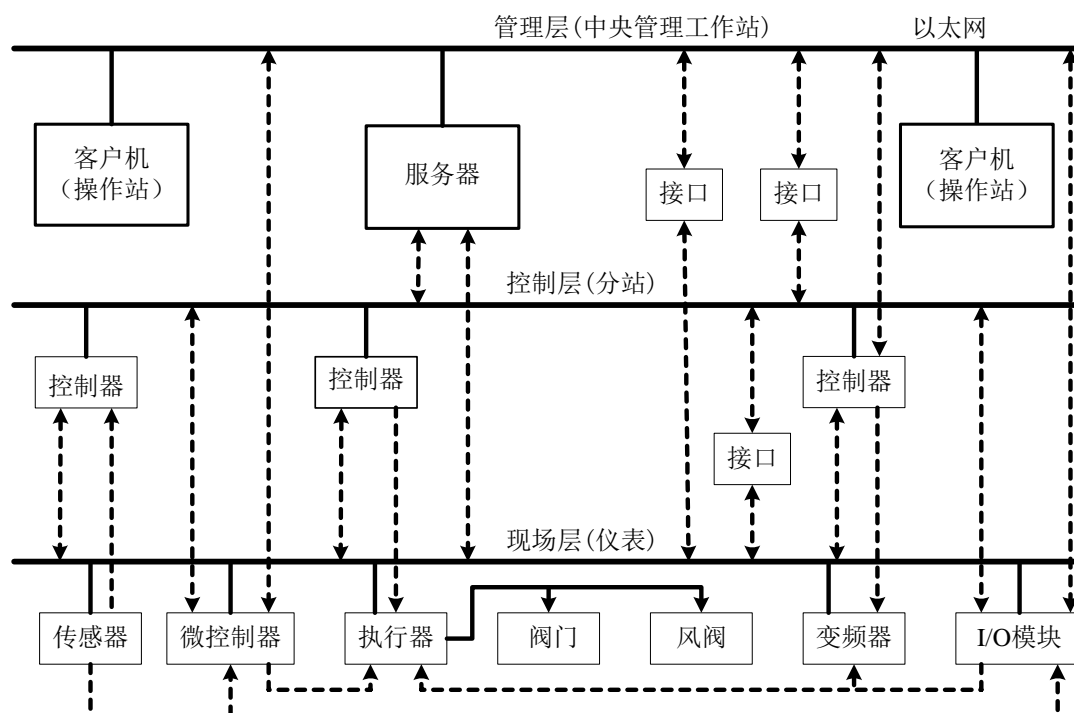 管理层(中央管理工作站)
以太网
客户机
（操作站）
服务器
接口
接口
客户机
（操作站）
控制层(分站)
控制器
控制器
控制器
接口
现场层(仪表)
传感器
微控制器
执行器
阀门
风阀
变频器
I/O模块